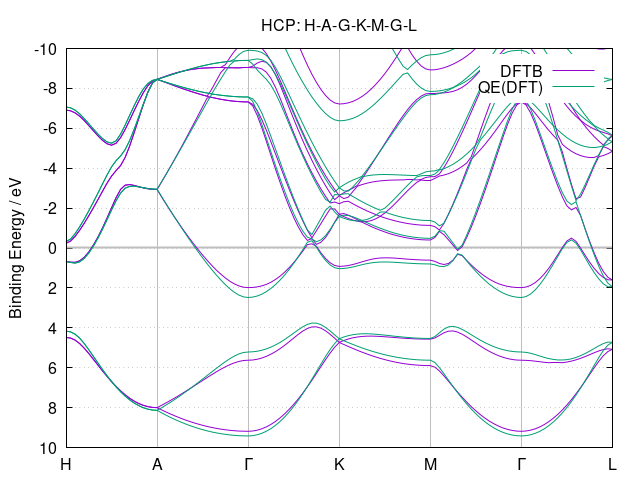 HCP: H-A-G-K-M-G-L
-10
-8
-6
-4
-2
0
2
4
6
8
10
Binding Energy / eV
DFTB
QE(DFT)
H A Γ K M Γ L